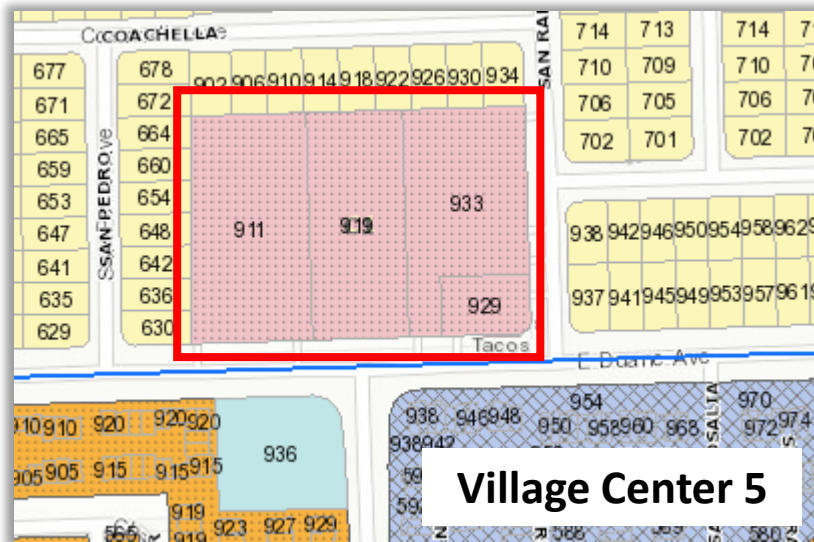 COACHELLA
714 713 714
SAN RA
677 678 902 906 910 914 918 922 926 930 934 710 709 710
671 672 706 705 706
665 664 702 701 702
659 660
SAN PEDRO
653 654 911 919 933 938 942 946 950 954 958 962
647 648
641 642
635 636 929 937 941 945 949 953 957 961
629 630
Tacos
E Duane Ave
910 920 920 920 936 938 946 948 950 954 958 960 968 970 972 974
938 942
905 905 915 915 915
919 923 927 929
Village Center 5
588 580